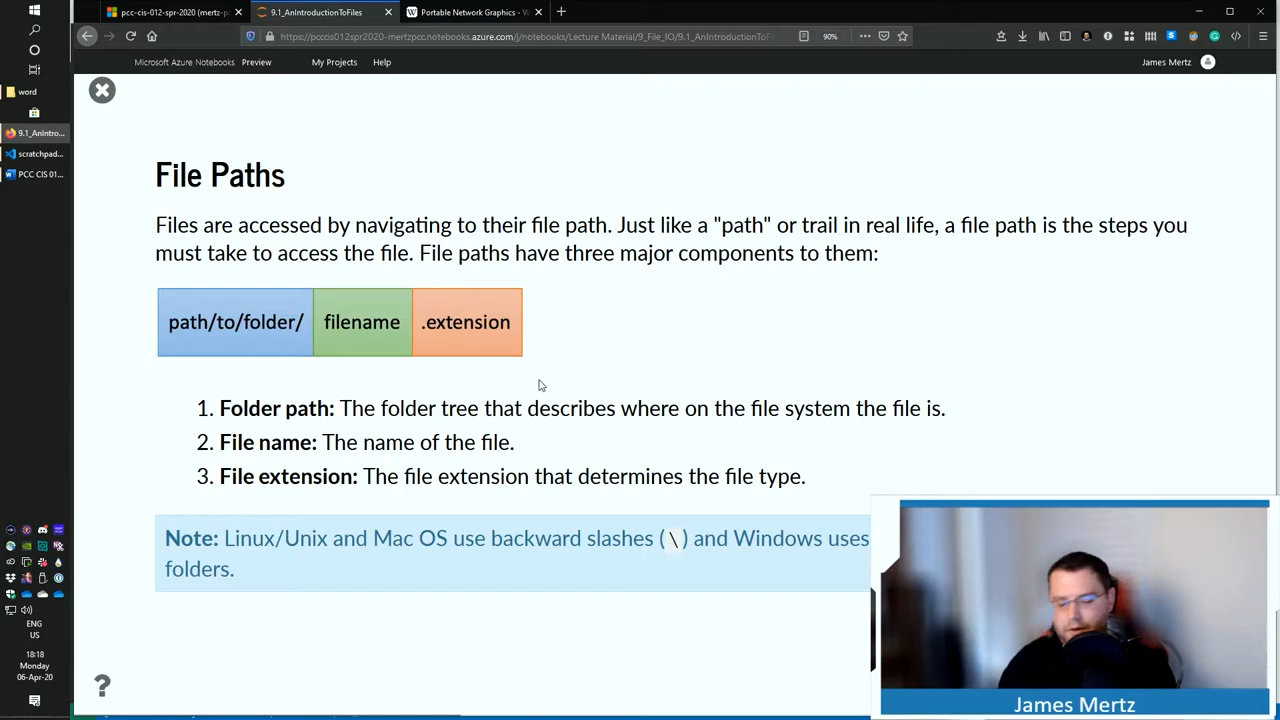 pcc-cis-012-spr-2020 (mertz-p
9.1_AnIntroductionToFiles
Portable Network Graphics - W
https://pcccis012spr2020-mertzpcc.notebooks.azure.com/j/notebooks/Lecture Material/9_File_IO/9.1_AnIntroductionToF
90%
Microsoft Azure Notebooks Preview My Projects Help
James Mertz
word
9.1_AnIntro...
scratchpad...
PCC CIS 01...
File Paths
Files are accessed by navigating to their file path. Just like a "path" or trail in real life, a file path is the steps you
must take to access the file. File paths have three major components to them:
path/to/folder/ filename .extension
1. Folder path: The folder tree that describes where on the file system the file is.
2. File name: The name of the file.
3. File extension: The file extension that determines the file type.
Note: Linux/Unix and Mac OS use backward slashes (\) and Windows uses
folders.
ENG
US
18:18
Monday
06-Apr-20
?
James Mertz